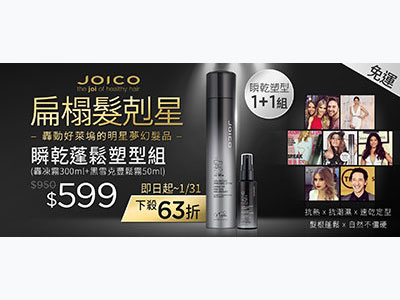 JOICO
the joi of healthy hair
扁榻髮剋星
– 轟動好萊塢的明星夢幻髮品 –
瞬乾蓬鬆塑型組
(轟凍霧300ml+黑雪克豐鬆霧50ml)
$950
$599
即日起~1/31
下殺63折
瞬乾塑型
1+1組
免運
JOICO
抗熱 x 抗潮濕 x 速乾定型
髮根蓬鬆 x 自然不僵硬